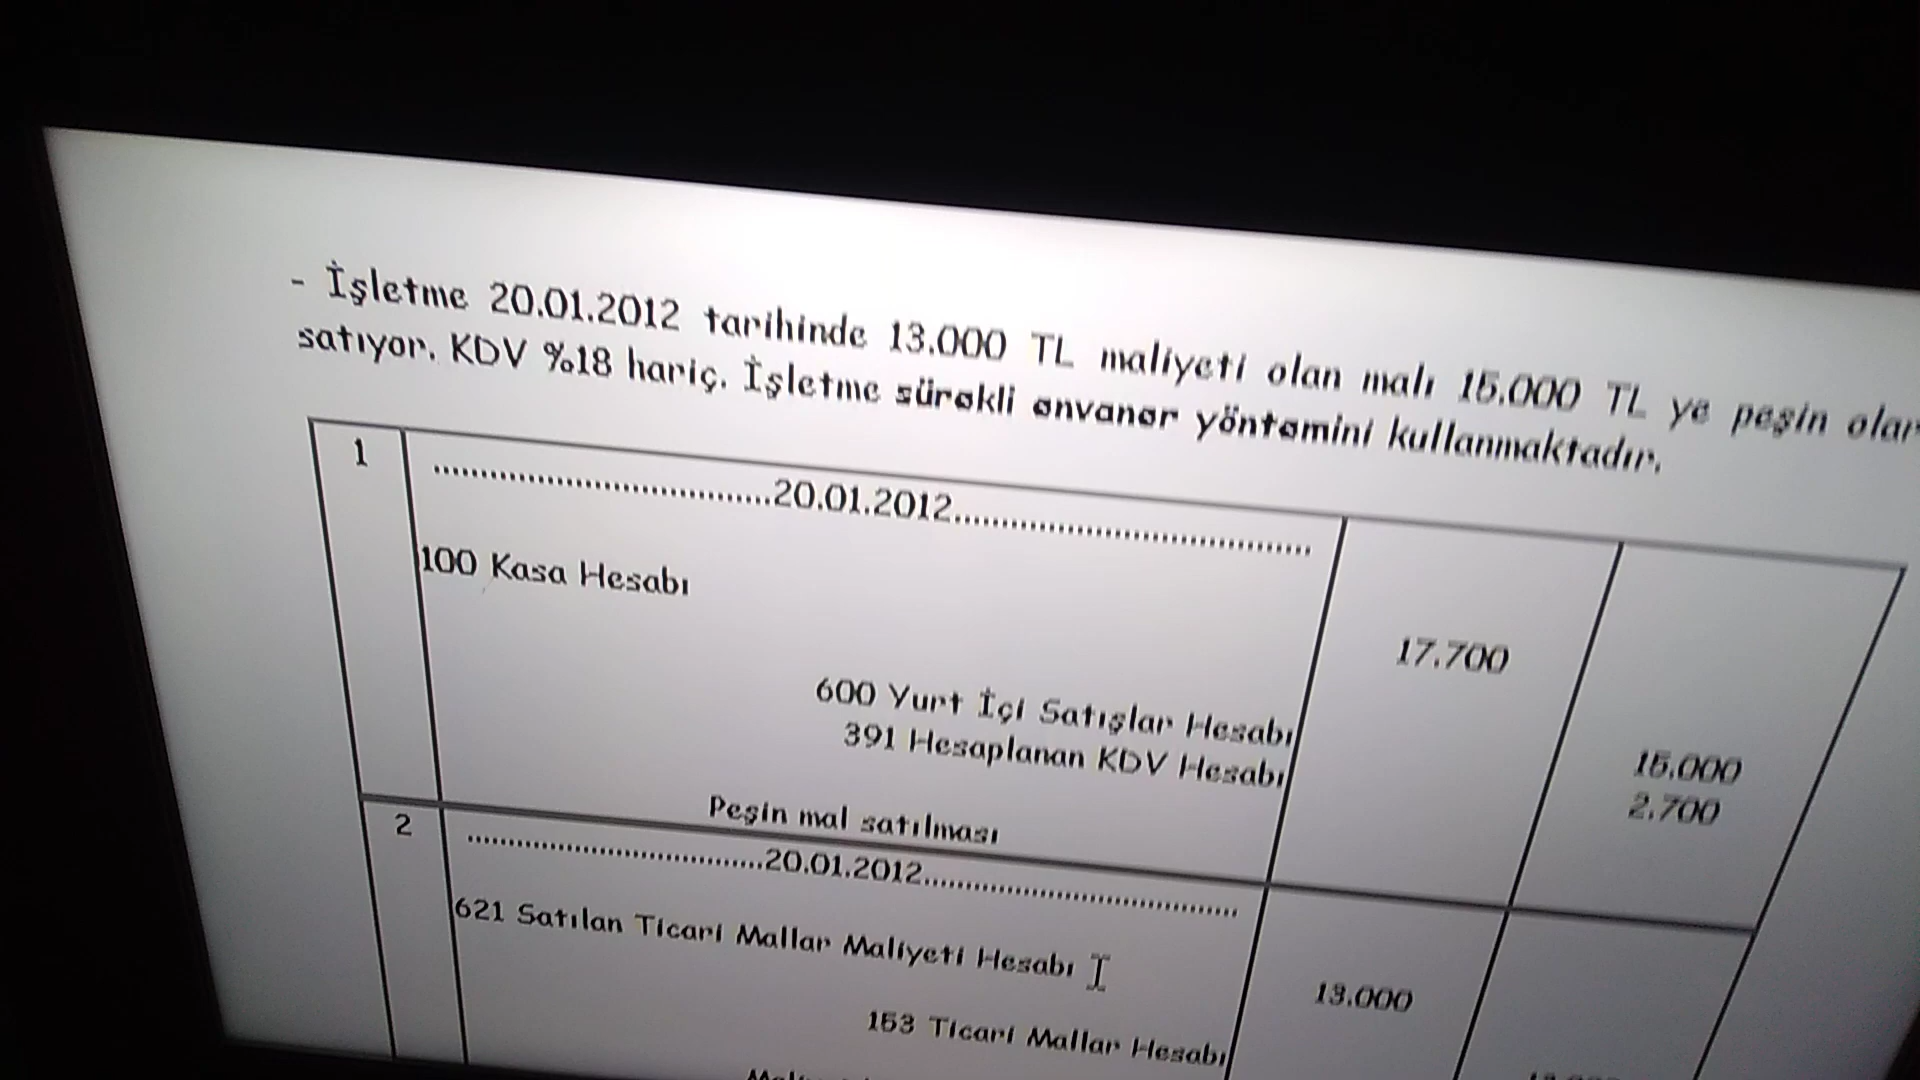 - İşletme 20.01.2012 tarihinde 13.000 TL maliyeti olan malı 15.000 TL ye peşin olar
satıyor. KDV %18 hariç. İşletme sürekli envaner yöntemini kullanmaktadır.
1
....................................20.01.2012....................................
100 Kasa Hesabı
17.700
600 Yurt İçi Satışlar Hesabı
15.000
391 Hesaplanan KDV Hesabı
2.700
Peşin mal satılması
2
....................................20.01.2012....................................
621 Satılan Ticari Mallar Maliyeti Hesabı
13.000
153 Ticari Mallar Hesabı